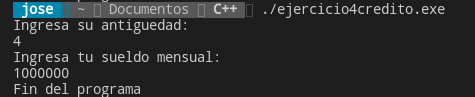 jose ~ Documentos C++ ./ejercicio4credito.exe
Ingresa su antiguedad:
4
Ingresa tu sueldo mensual:
1000000
Fin del programa